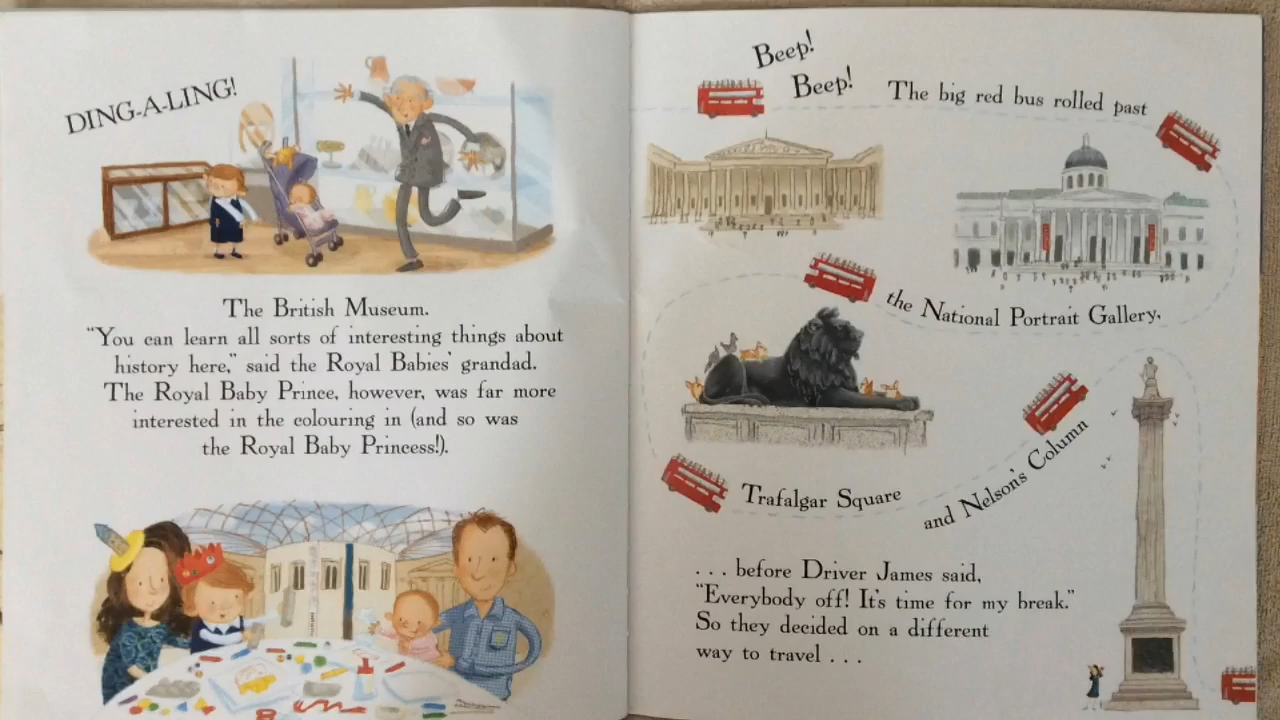 DING-A-LING!
The British Museum.
“You can learn all sorts of interesting things about
history here,” said the Royal Babies’ grandad.
The Royal Baby Prince, however, was far more
interested in the colouring in (and so was
the Royal Baby Princess!).
Beep!
Beep!
The big red bus rolled past
the National Portrait Gallery,
Trafalgar Square
and Nelson’s Column
. . . before Driver James said,
“Everybody off! It’s time for my break.”
So they decided on a different
way to travel . . .